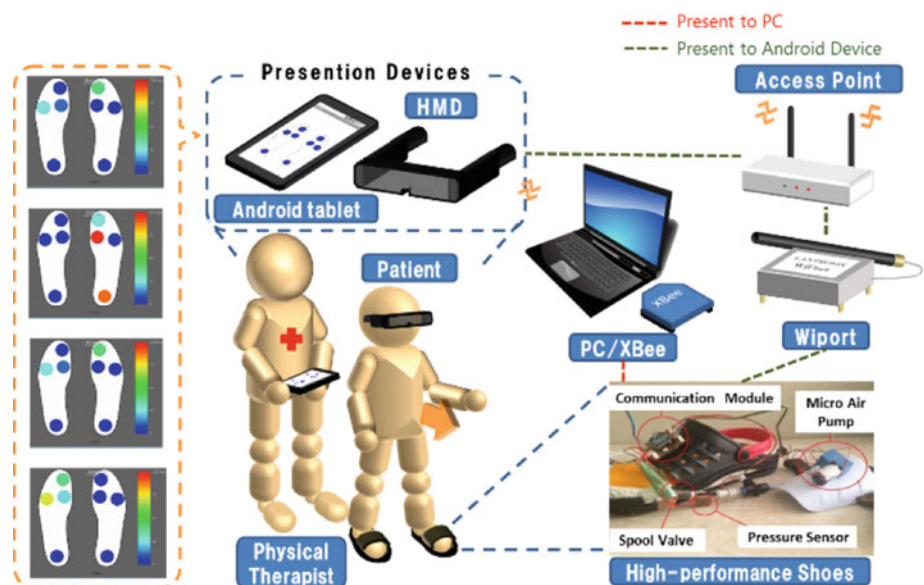 Present to PC
Present to Android Device
Presention Devices
HMD
Android tablet
Access Point
Patient
XBee
PC/XBee
LANTRONIX
Wiport
Communication Module
Micro Air
Pump
Spool Valve
Pressure Sensor
Physical
Therapist
High-performance Shoes